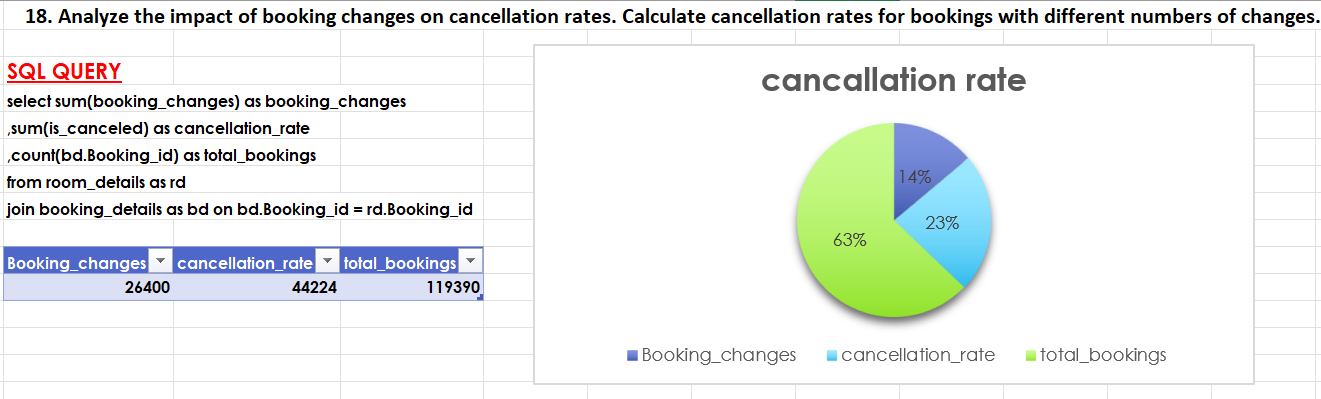 18. Analyze the impact of booking changes on cancellation rates. Calculate cancellation rates for bookings with different numbers of changes.
SQL QUERY
select sum(booking_changes) as booking_changes
,sum(is_canceled) as cancellation_rate
,count(bd.Booking_id) as total_bookings
from room_details as rd
join booking_details as bd on bd.Booking_id = rd.Booking_id
Booking_changes cancellation_rate total_bookings
26400 44224 119390
cancallation rate
14%
23%
63%
Booking_changes cancellation_rate total_bookings